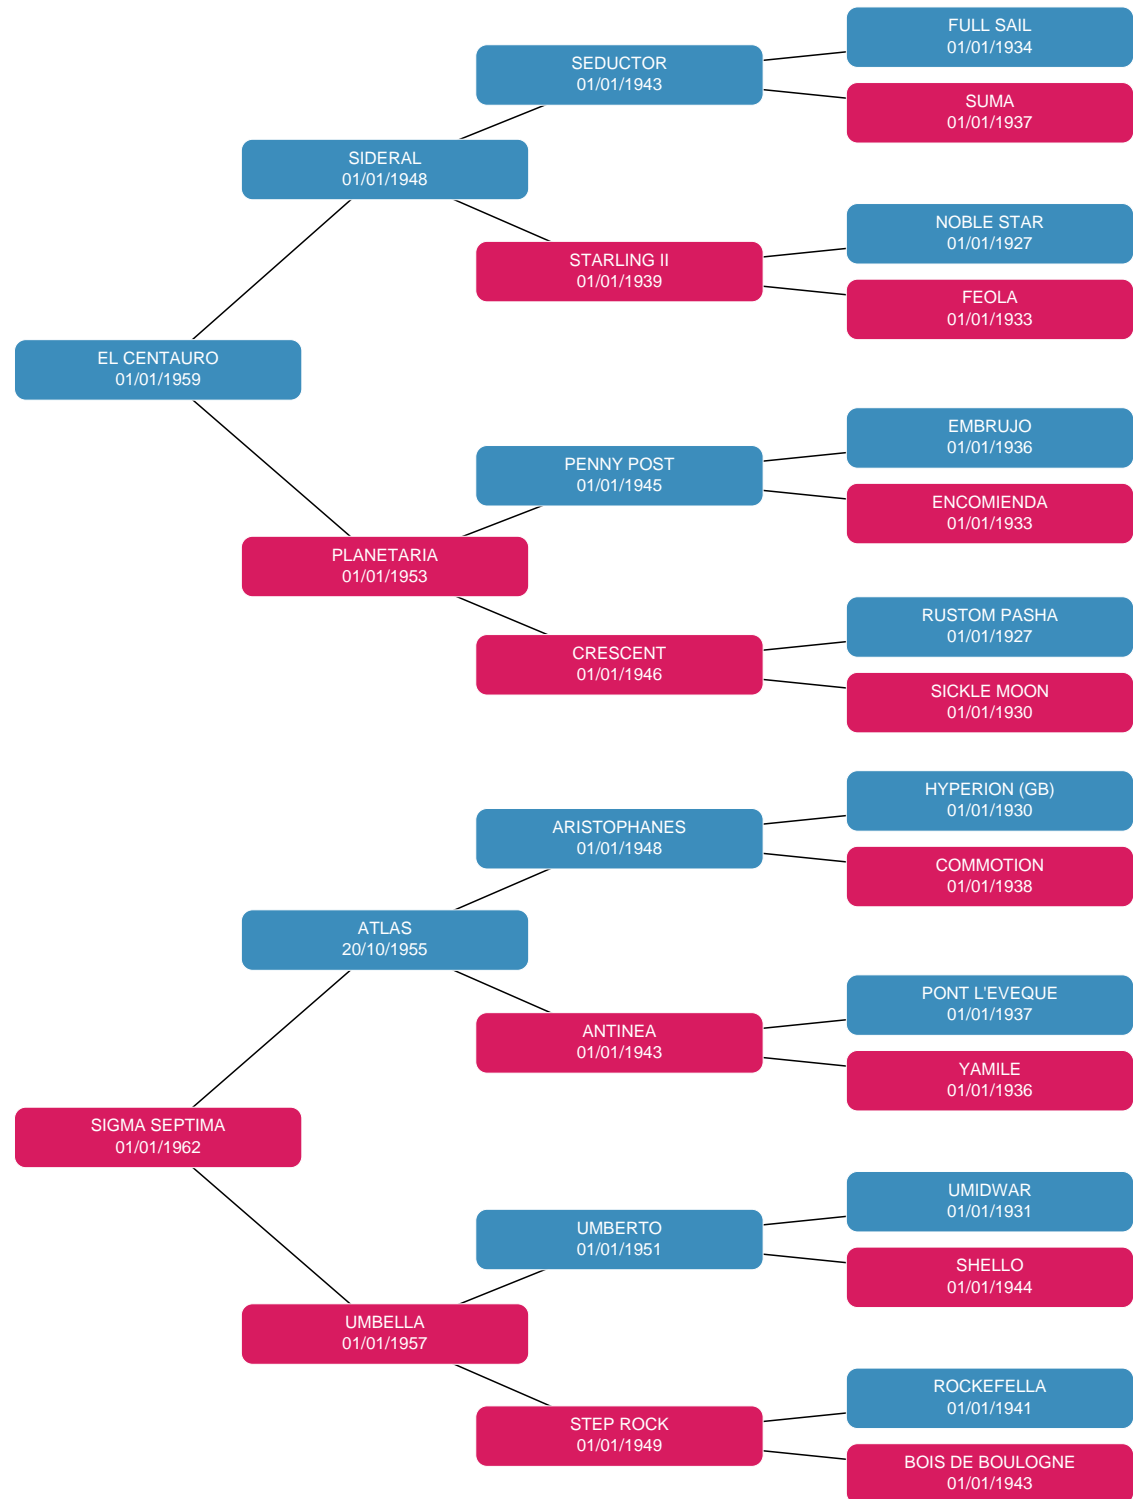 FULL SAIL
01/01/1934
SEDUCTOR
01/01/1943
SUMA
01/01/1937
SIDERAL
01/01/1948
NOBLE STAR
01/01/1927
STARLING II
01/01/1939
FEOLA
01/01/1933
EL CENTAURO
01/01/1959
EMBRUJO
01/01/1936
PENNY POST
01/01/1945
ENCOMIENDA
01/01/1933
PLANETARIA
01/01/1953
RUSTOM PASHA
01/01/1927
CRESCENT
01/01/1946
SICKLE MOON
01/01/1930
HYPERION (GB)
01/01/1930
ARISTOPHANES
01/01/1948
COMMOTION
01/01/1938
ATLAS
20/10/1955
PONT L'EVEQUE
01/01/1937
ANTINEA
01/01/1943
YAMILE
01/01/1936
SIGMA SEPTIMA
01/01/1962
UMIDWAR
01/01/1931
UMBERTO
01/01/1951
SHELLO
01/01/1944
UMBELLA
01/01/1957
ROCKEFELLA
01/01/1941
STEP ROCK
01/01/1949
BOIS DE BOULOGNE
01/01/1943